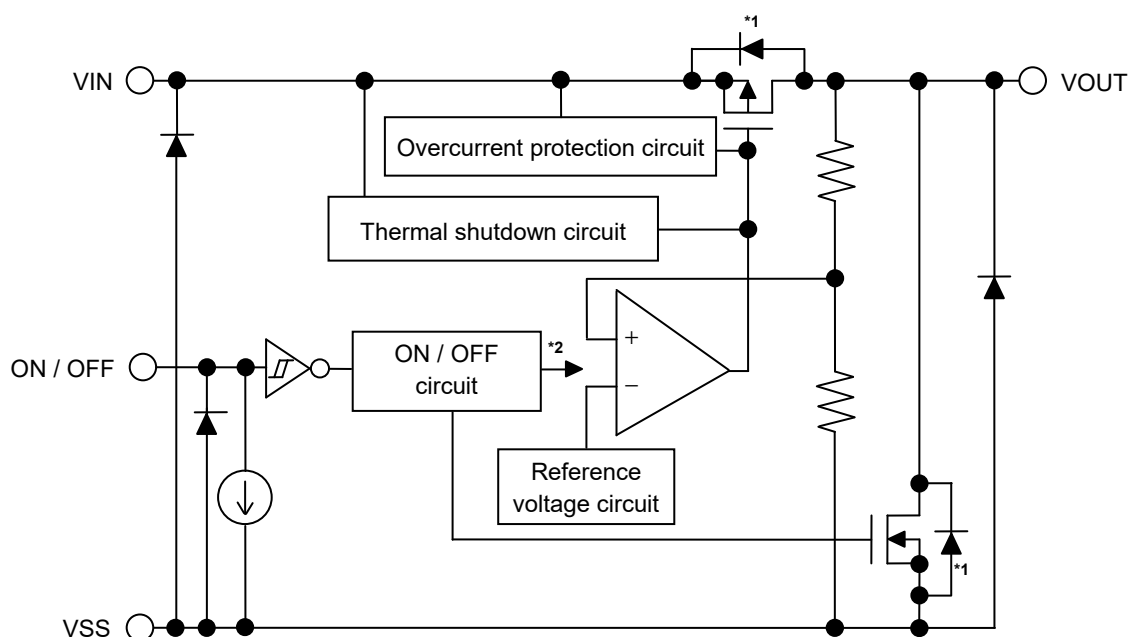 *1
VIN
VOUT
Overcurrent protection circuit
Thermal shutdown circuit
ON / OFF
ON / OFF
circuit
*2
+
−
Reference
voltage circuit
*1
VSS